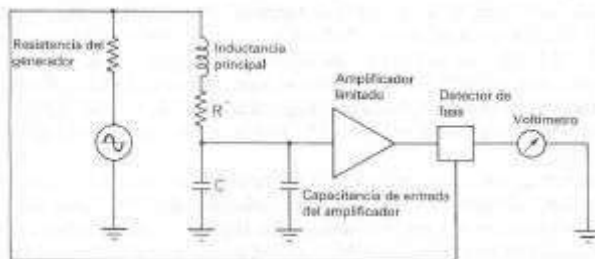 Resistencia del
generador
Inductancia
principal
R
C
Amplificador
limitado
Detector de
fase
Voltímetro
Capacitancia de entrada
del amplificador